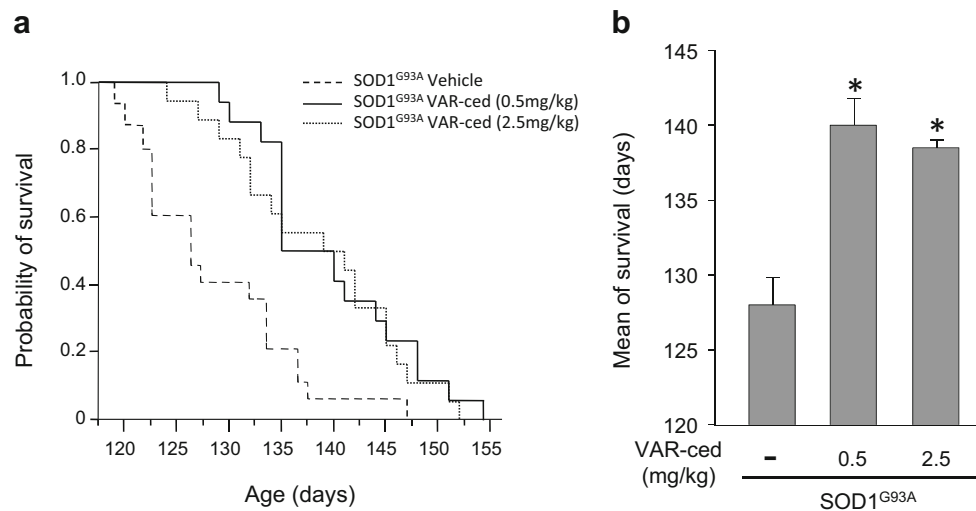 a
SOD1G93A Vehicle
SOD1G93A VAR-ced (0.5mg/kg)
SOD1G93A VAR-ced (2.5mg/kg)
Probability of survival
1.0
0.8
0.6
0.4
0.2
0
120 125 130 135 140 145 150 155
Age (days)
b
Mean of survival (days)
145
140
135
130
125
120
* *
VAR-ced
(mg/kg)
- 0.5 2.5
SOD1G93A